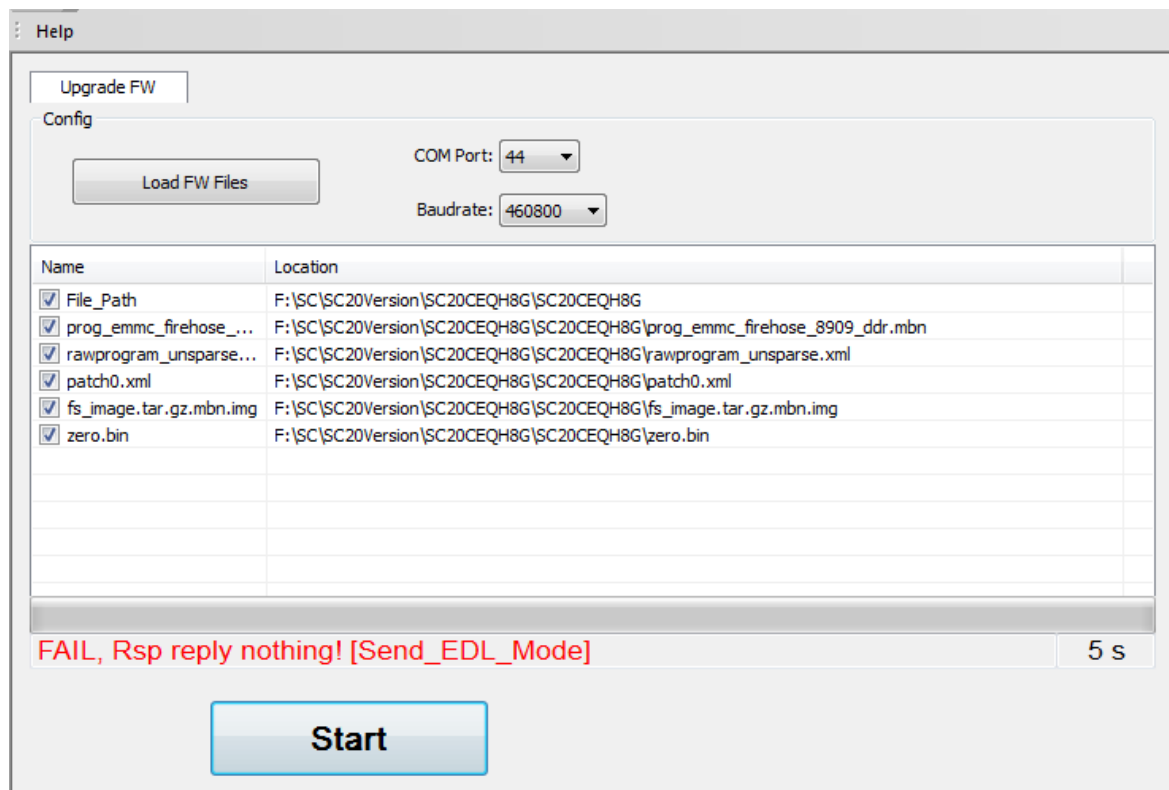 Help
Upgrade FW
Config
Load FW Files
COM Port: 44
Baudrate: 460800
Name Location
File_Path F:\SC\SC20Version\SC20CEQH8G\SC20CEQH8G
prog_emmc_firehose_... F:\SC\SC20Version\SC20CEQH8G\SC20CEQH8G\prog_emmc_firehose_8909_ddr.mbn
rawprogram_unsparse... F:\SC\SC20Version\SC20CEQH8G\SC20CEQH8G\rawprogram_unsparse.xml
patch0.xml F:\SC\SC20Version\SC20CEQH8G\SC20CEQH8G\patch0.xml
fs_image.tar.gz.mbn.img F:\SC\SC20Version\SC20CEQH8G\SC20CEQH8G\fs_image.tar.gz.mbn.img
zero.bin F:\SC\SC20Version\SC20CEQH8G\SC20CEQH8G\zero.bin
FAIL, Rsp reply nothing! [Send_EDL_Mode] 5 s
Start